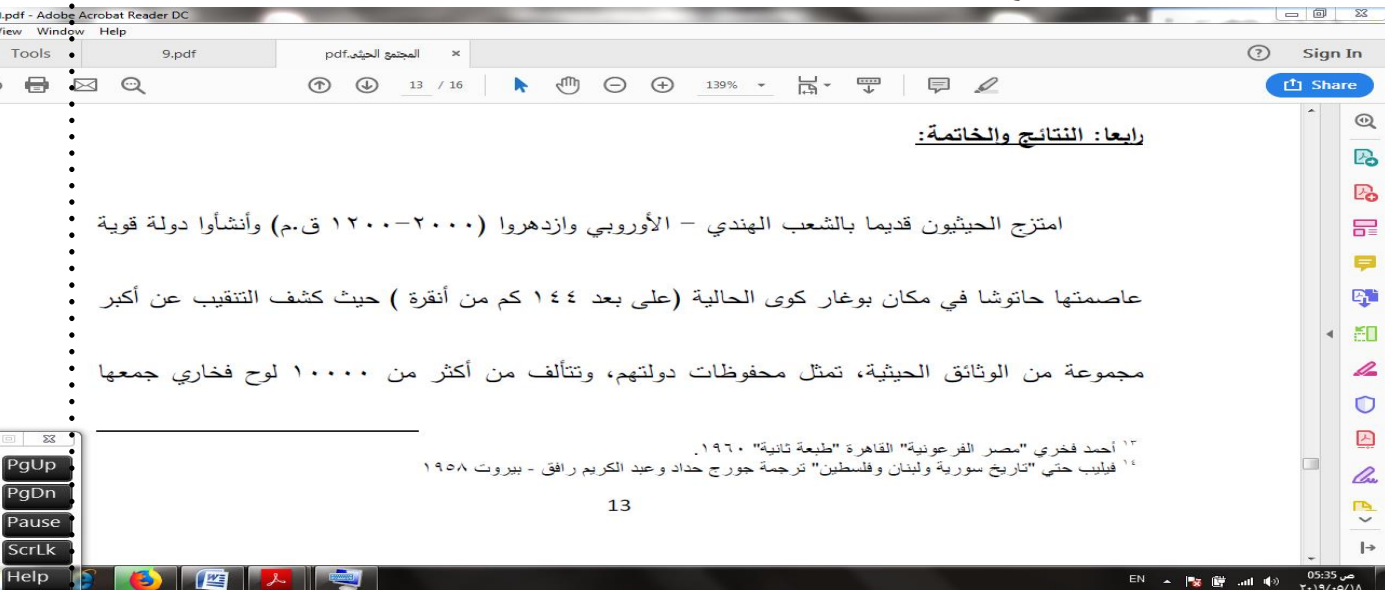 .pdf - Adobe Acrobat Reader DC
View Window Help
Tools 9.pdf المجتمع الحيثي.pdf × Sign In
13 / 16 139% Share
رابعا: النتائج والخاتمة:
امتزج الحيثيون قديما بالشعب الهندي – الأوروبي وازدهروا (٢٠٠٠-١٢٠٠ ق.م) وأنشأوا دولة قوية
عاصمتها حاتوشا في مكان بوغار كوى الحالية (على بعد ١٤٤ كم من أنقرة ) حيث كشف التنقيب عن أكبر
مجموعة من الوثائق الحيثية، تمثل محفوظات دولتهم، وتتألف من أكثر من ١٠٠٠٠ لوح فخاري جمعها
١٣ أحمد فخري "مصر الفرعونية" القاهرة "طبعة ثانية" ١٩٦٠.
١٤ فيليب حتي "تاريخ سورية ولبنان وفلسطين" ترجمة جورج حداد وعبد الكريم رافق - بيروت ١٩٥٨
13
PgUp
PgDn
Pause
ScrLk
Help
EN
05:35 ص
٢٠١٩/٠٥/١٨